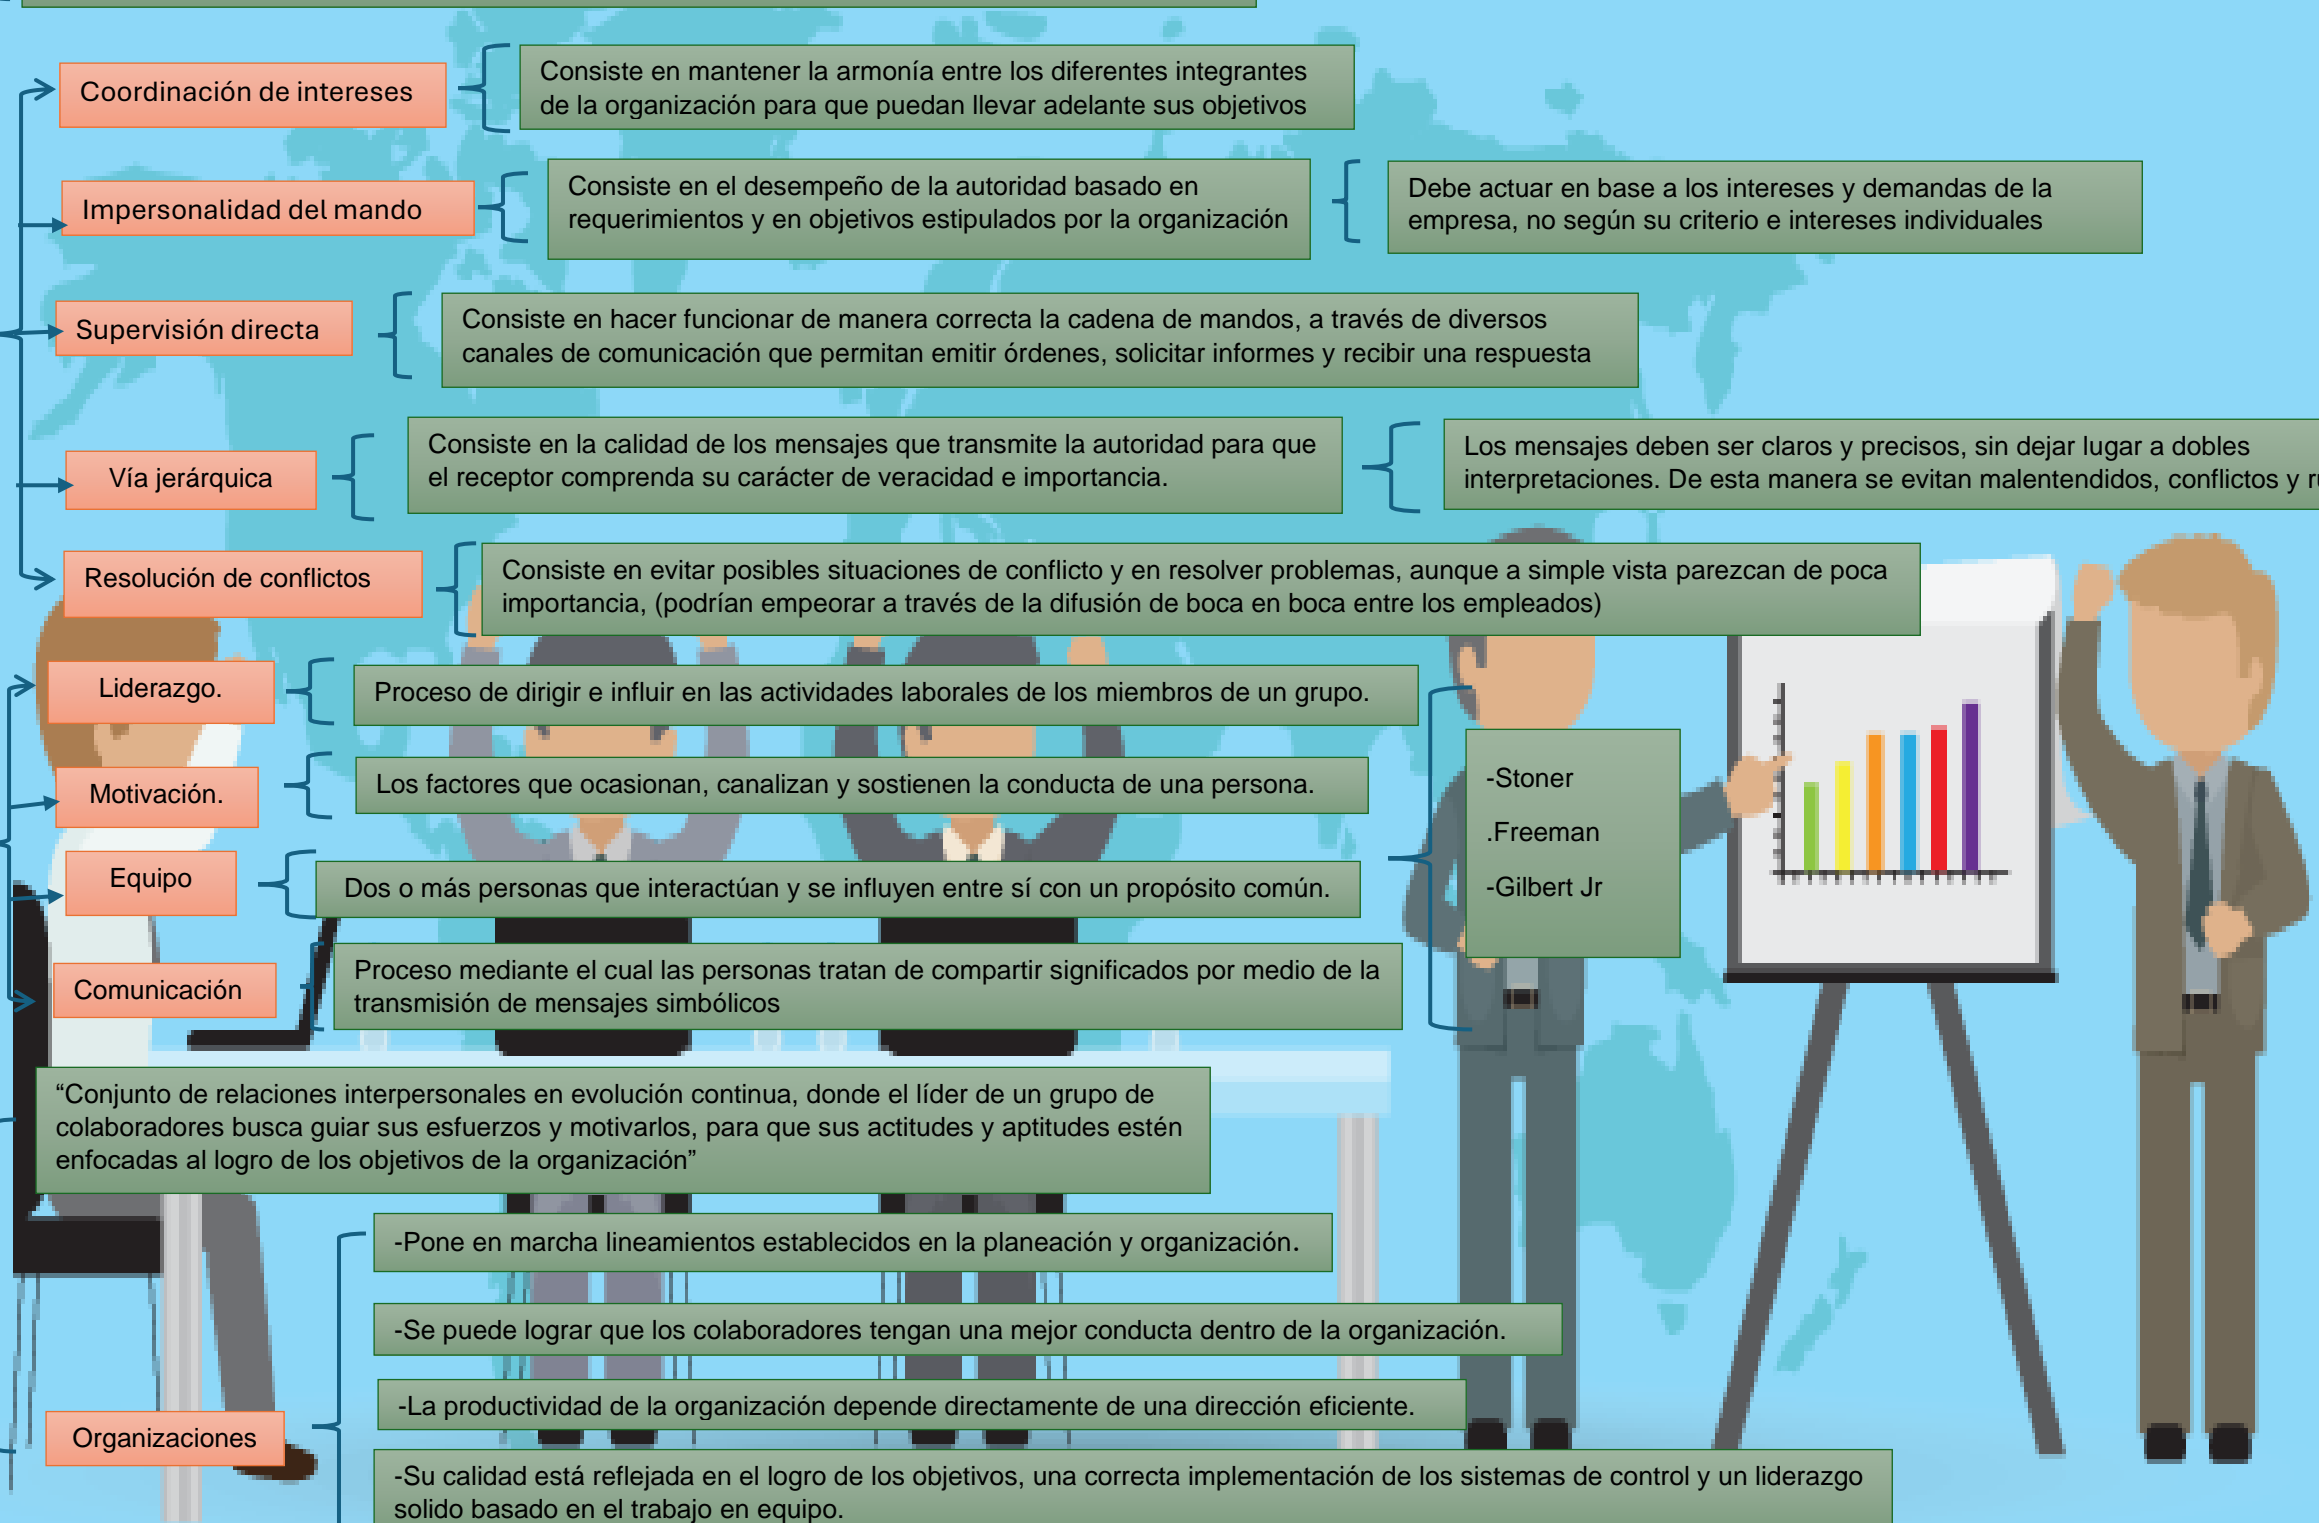 Coordinación de intereses
Consiste en mantener la armonía entre los diferentes integrantes
de la organización para que puedan llevar adelante sus objetivos
Impersonalidad del mando
Consiste en el desempeño de la autoridad basado en
requerimientos y en objetivos estipulados por la organización
Debe actuar en base a los intereses y demandas de la
empresa, no según su criterio e intereses individuales
Supervisión directa
Consiste en hacer funcionar de manera correcta la cadena de mandos, a través de diversos
canales de comunicación que permitan emitir órdenes, solicitar informes y recibir una respuesta
Vía jerárquica
Consiste en la calidad de los mensajes que transmite la autoridad para que
el receptor comprenda su carácter de veracidad e importancia.
Los mensajes deben ser claros y precisos, sin dejar lugar a dobles
interpretaciones. De esta manera se evitan malentendidos, conflictos y
Resolución de conflictos
Consiste en evitar posibles situaciones de conflicto y en resolver problemas, aunque a simple vista parezcan de poca
importancia, (podrían empeorar a través de la difusión de boca en boca entre los empleados)
Liderazgo.
Proceso de dirigir e influir en las actividades laborales de los miembros de un grupo.
Motivación.
Los factores que ocasionan, canalizan y sostienen la conducta de una persona.
Equipo
Dos o más personas que interactúan y se influyen entre sí con un propósito común.
Comunicación
Proceso mediante el cual las personas tratan de compartir significados por medio de la
transmisión de mensajes simbólicos
-Stoner
.Freeman
-Gilbert Jr
“Conjunto de relaciones interpersonales en evolución continua, donde el líder de un grupo de
colaboradores busca guiar sus esfuerzos y motivarlos, para que sus actitudes y aptitudes estén
enfocadas al logro de los objetivos de la organización”
Organizaciones
-Pone en marcha lineamientos establecidos en la planeación y organización.
-Se puede lograr que los colaboradores tengan una mejor conducta dentro de la organización.
-La productividad de la organización depende directamente de una dirección eficiente.
-Su calidad está reflejada en el logro de los objetivos, una correcta implementación de los sistemas de control y un liderazgo
solido basado en el trabajo en equipo.